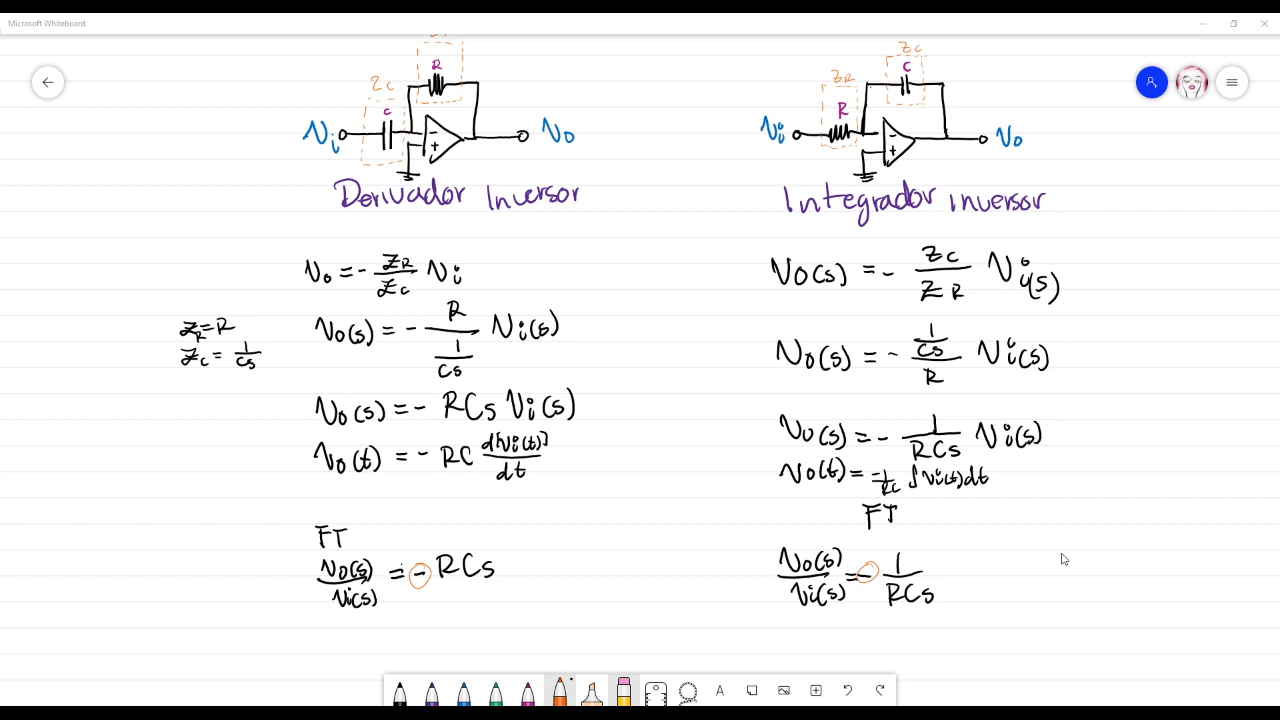 Microsoft Whiteboard
R
Zc
C
Vi
Vo
-
+
Derivador Inversor
Vo = - ZR/Zc Vi
ZR = R
Zc = 1/Cs
Vo(s) = - R/(1/Cs) Vi(s)
Vo(s) = - RCs Vi(s)
Vo(t) = - RC d[Vi(t)]/dt
FT
Vo(s)/Vi(s) = - RCs
Zc
C
ZR
R
Vi
Vo
-
+
Integrador inversor
Vo(s) = - Zc/ZR Vi(s)
Vo(s) = - (1/Cs)/R Vi(s)
Vo(s) = - 1/RCs Vi(s)
Vo(t) = -1/RC ∫Vi(t)dt
FT
Vo(s)/Vi(s) = - 1/RCs
A